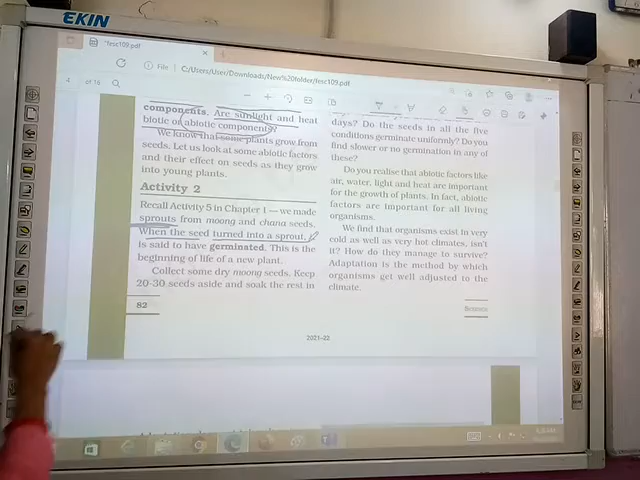 EKIN
"fesc109.pdf
File C:/Users/User/Downloads/New%20folder/fesc109.pdf
4 of 16
components. Are sunlight and heat
biotic or abiotic components?
We know that some plants grow from
seeds. Let us look at some abiotic factors
and their effect on seeds as they grow
into young plants.
Activity 2
Recall Activity 5 in Chapter 1 — we made
sprouts from moong and chana seeds.
When the seed turned into a sprout, it
is said to have germinated. This is the
beginning of life of a new plant.
Collect some dry moong seeds. Keep
20-30 seeds aside and soak the rest in
82
days? Do the seeds in all the five
conditions germinate uniformly? Do you
find slower or no germination in any of
these?
Do you realise that abiotic factors like
air, water, light and heat are important
for the growth of plants. In fact, abiotic
factors are important for all living
organisms.
We find that organisms exist in very
cold as well as very hot climates, isn't
it? How do they manage to survive?
Adaptation is the method by which
organisms get well adjusted to the
climate.
Science
2021–22